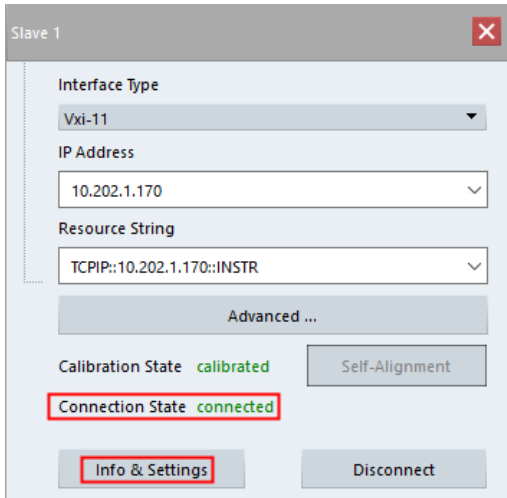 Slave 1
Interface Type
Vxi-11
IP Address
10.202.1.170
Resource String
TCPIP::10.202.1.170::INSTR
Advanced ...
Calibration State calibrated Self-Alignment
Connection State connected
Info & Settings Disconnect